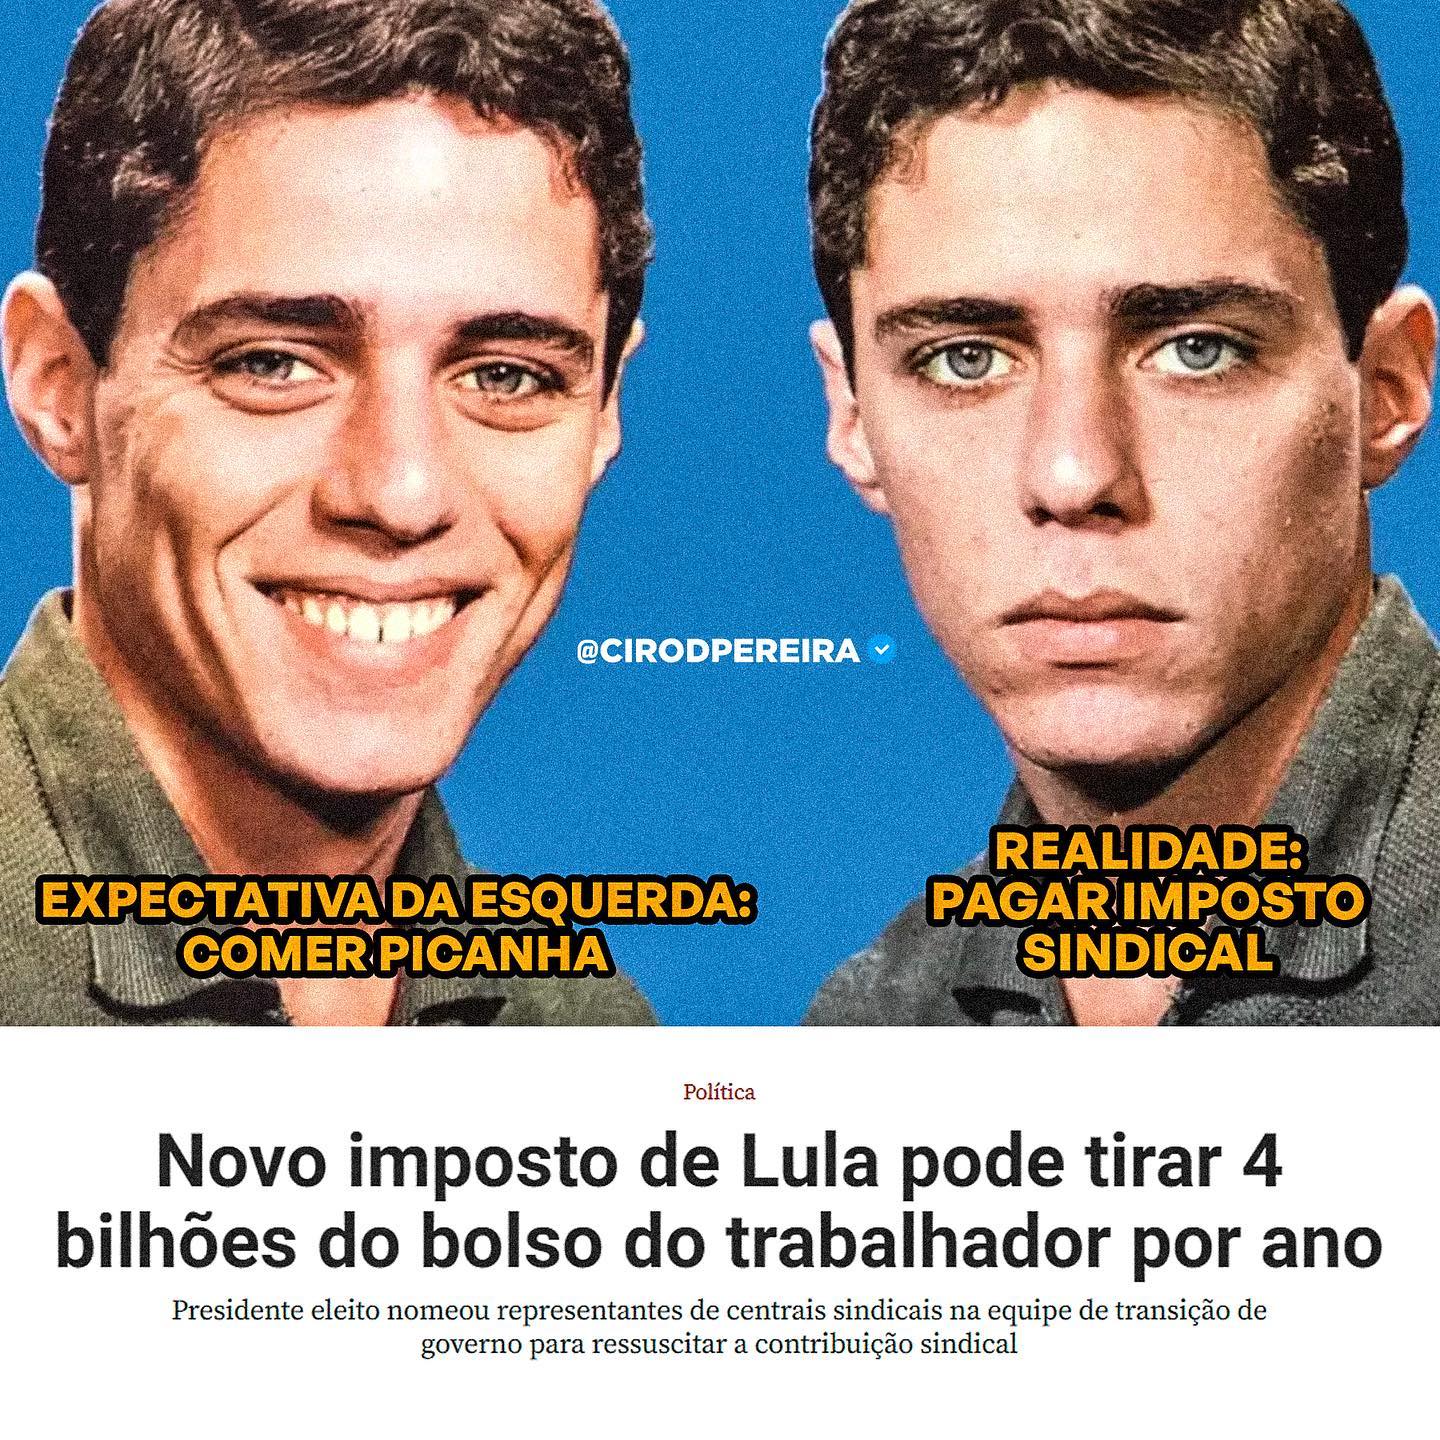 @CIRODPEREIRA
EXPECTATIVA DA ESQUERDA:
COMER PICANHA
REALIDADE:
PAGAR IMPOSTO
SINDICAL
Política
Novo imposto de Lula pode tirar 4
bilhões do bolso do trabalhador por ano
Presidente eleito nomeou representantes de centrais sindicais na equipe de transição de
governo para ressuscitar a contribuição sindical